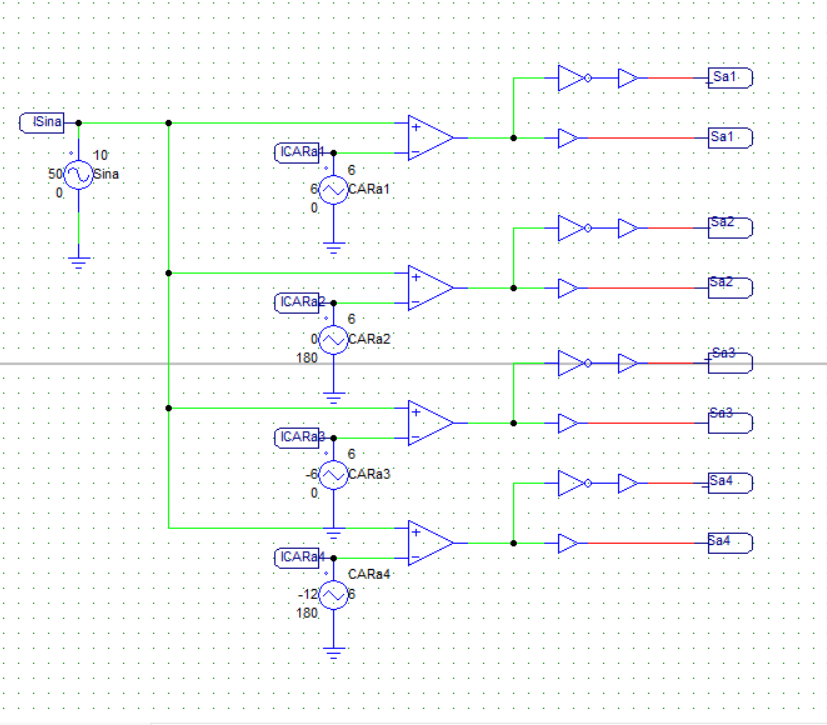 Sa1
ISina
10
50
Sina
0
+
Sa1
ICARa1
−
6
6
CARa1
0
Sa2
+
Sa2
ICARa2
−
6
0
CARa2
180
Sa3
+
Sa3
ICARa3
−
6
-6
CARa3
0
Sa4
+
Sa4
ICARa4
−
CARa4
-12
6
180